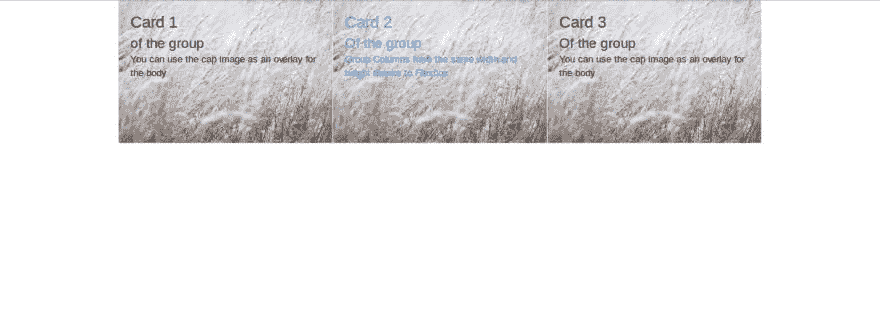 Card 1
of the group
You can use the cap image as an overlay for
the body
Card 2
Of the group
Group Columns have the same width and
height thanks to Flexbox
Card 3
Of the group
You can use the cap image as an overlay for
the body